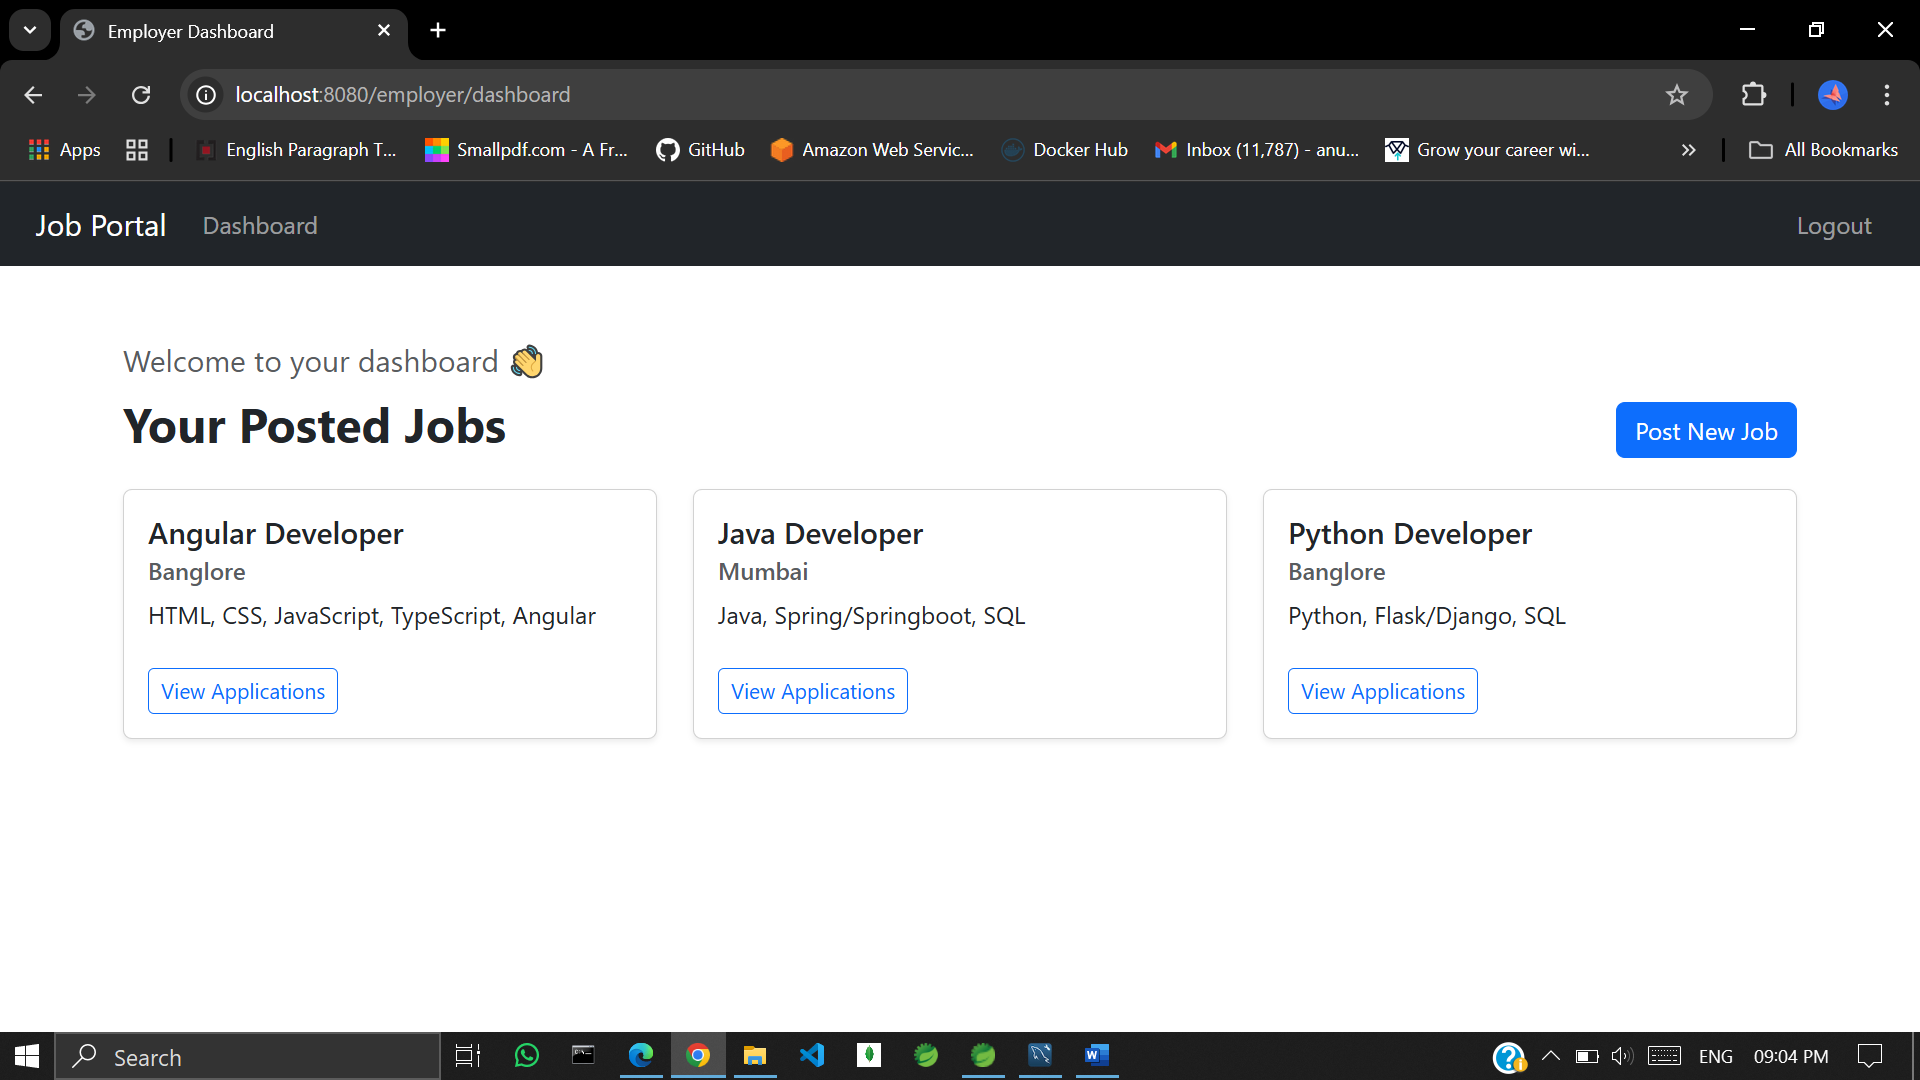 Employer Dashboard
localhost:8080/employer/dashboard
Apps English Paragraph T... Smallpdf.com - A Fr... GitHub Amazon Web Servic... Docker Hub Inbox (11,787) - anu... Grow your career wi... » All Bookmarks
Job Portal Dashboard Logout
Welcome to your dashboard 👋
Your Posted Jobs
Post New Job
Angular Developer
Banglore
HTML, CSS, JavaScript, TypeScript, Angular
View Applications
Java Developer
Mumbai
Java, Spring/Springboot, SQL
View Applications
Python Developer
Banglore
Python, Flask/Django, SQL
View Applications
Search ENG 09:04 PM